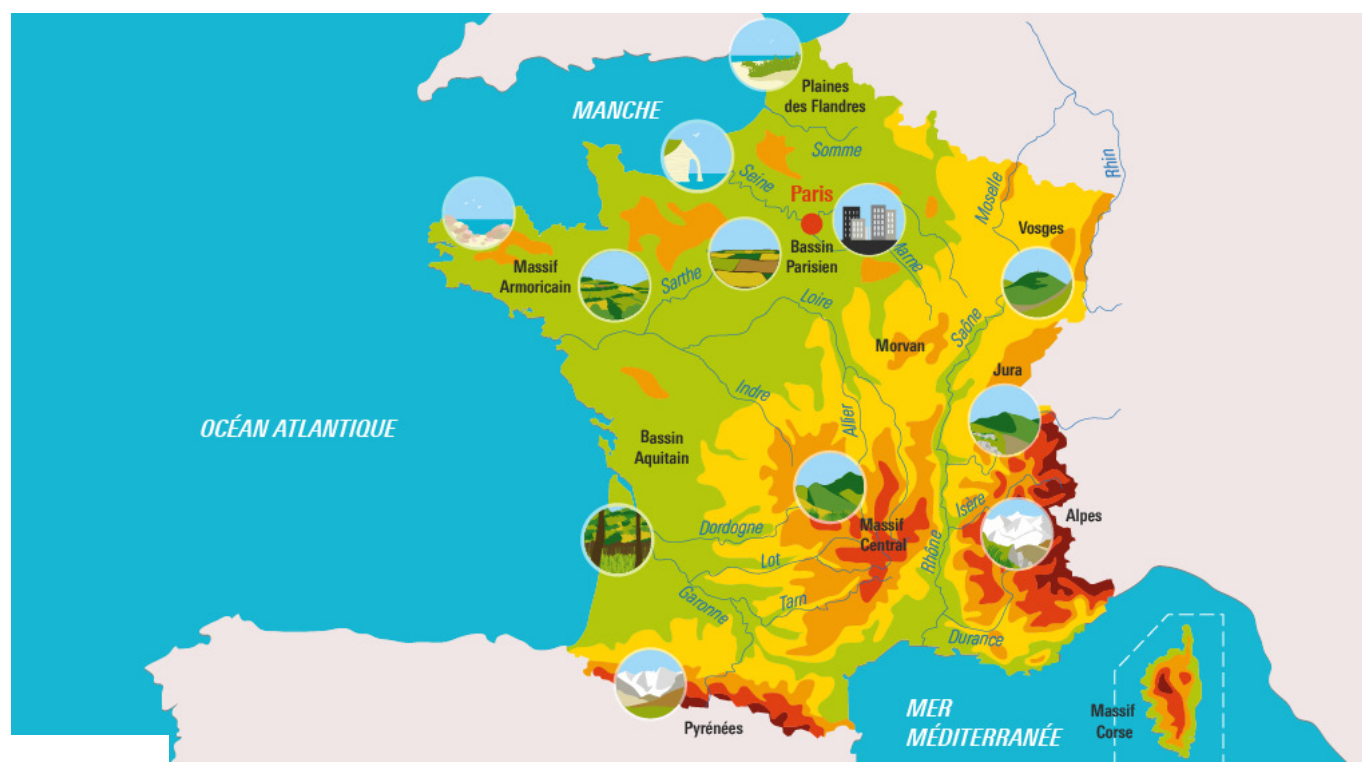 Plaines
des Flandres
MANCHE
Somme
Rhin
Seine
Paris
Moselle
Vosges
Bassin
Parisien
Marne
Massif
Armoricain
Sarthe
Loire
Saône
Morvan
Jura
Indre
Allier
OCÉAN ATLANTIQUE
Bassin
Aquitain
Isère
Alpes
Dordogne
Massif
Central
Rhône
Lot
Tarn
Garonne
Durance
Pyrénées
MER
MÉDITERRANÉE
Massif
Corse